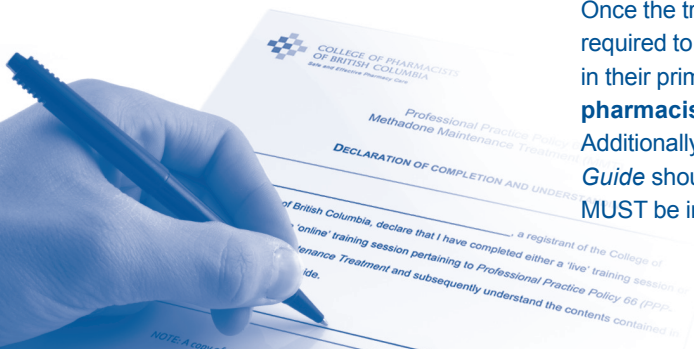 COLLEGE OF PHARMACISTS
OF BRITISH COLUMBIA
Safe and Effective Pharmacy Care
Professional Practice Policy
Methadone Maintenance Treatment
DECLARATION OF COMPLETION AND UNDERST
, a registrant of the College of
of British Columbia, declare that I have completed either a 'live' training session
'online' training session pertaining to Professional Practice Policy 66 (PPP
tenance Treatment and subsequently understand the contents contained
ide.
NOTE: A copy of
Once the tr
required to
in their prim
pharmacis
Additionally
Guide shou
MUST be i